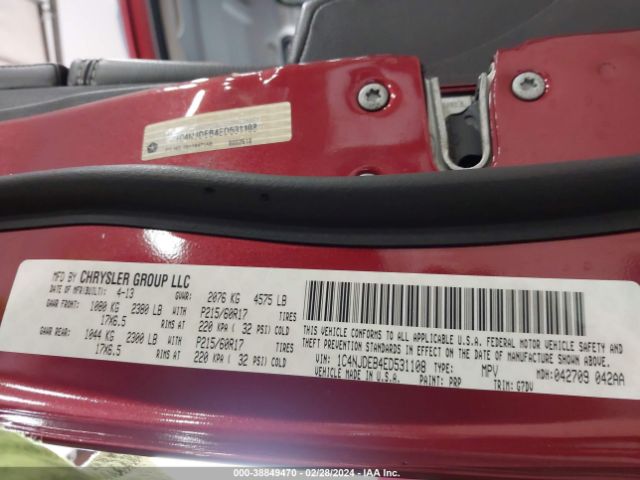 1C4NJDEB4ED531108
MFD BY CHRYSLER GROUP LLC
DATE OF MFR(BUILT): 4-13 GVWR: 2076 KG 4575 LB
GAWR FRONT: 1080 KG 2380 LB WITH P215/60R17 TIRES
17X6.5 RIMS AT 220 KPA ( 32 PSI) COLD
GAWR REAR: 1044 KG 2300 LB WITH P215/60R17 TIRES
17X6.5 RIMS AT 220 KPA ( 32 PSI) COLD
THIS VEHICLE CONFORMS TO ALL APPLICABLE U.S.A. FEDERAL MOTOR VEHICLE SAFETY AND
THEFT PREVENTION STANDARDS IN EFFECT ON THE DATE OF MANUFACTURE SHOWN ABOVE.
VIN: 1C4NJDEB4ED531108 TYPE: MPV MDH: 042709 042AA
VEHICLE MADE IN U.S.A. PAINT: PRP TRIM: G7DV
000-38849470 - 02/28/2024 - IAA Inc.